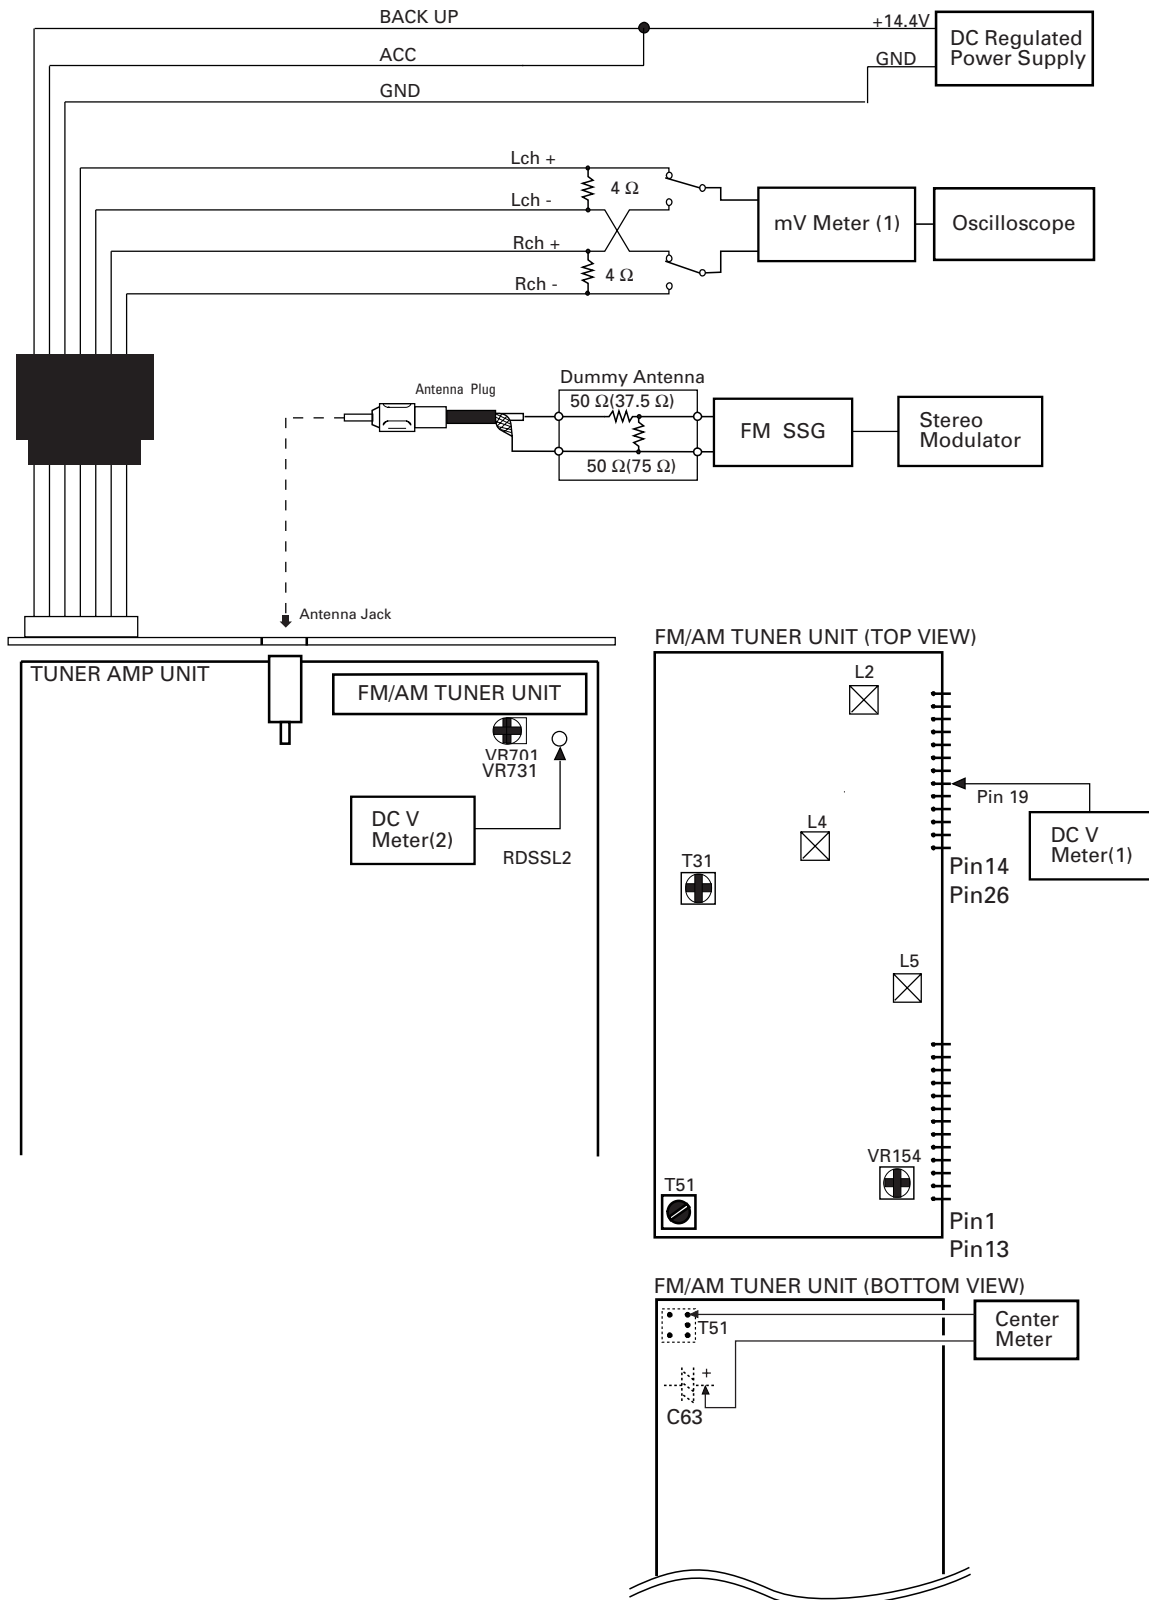 BACK UP
+14.4V
DC Regulated
Power Supply
ACC
GND
GND
Lch +
4 Ω
Lch -
mV Meter (1)
Oscilloscope
Rch +
4 Ω
Rch -
Dummy Antenna
Antenna Plug
50 Ω(37.5 Ω)
FM SSG
Stereo
Modulator
50 Ω(75 Ω)
Antenna Jack
TUNER AMP UNIT
FM/AM TUNER UNIT
VR701
VR731
DC V
Meter(2)
RDSSL2
FM/AM TUNER UNIT (TOP VIEW)
L2
Pin 19
L4
DC V
Meter(1)
T31
Pin14
Pin26
L5
VR154
T51
Pin1
Pin13
FM/AM TUNER UNIT (BOTTOM VIEW)
T51
Center
Meter
+
C63